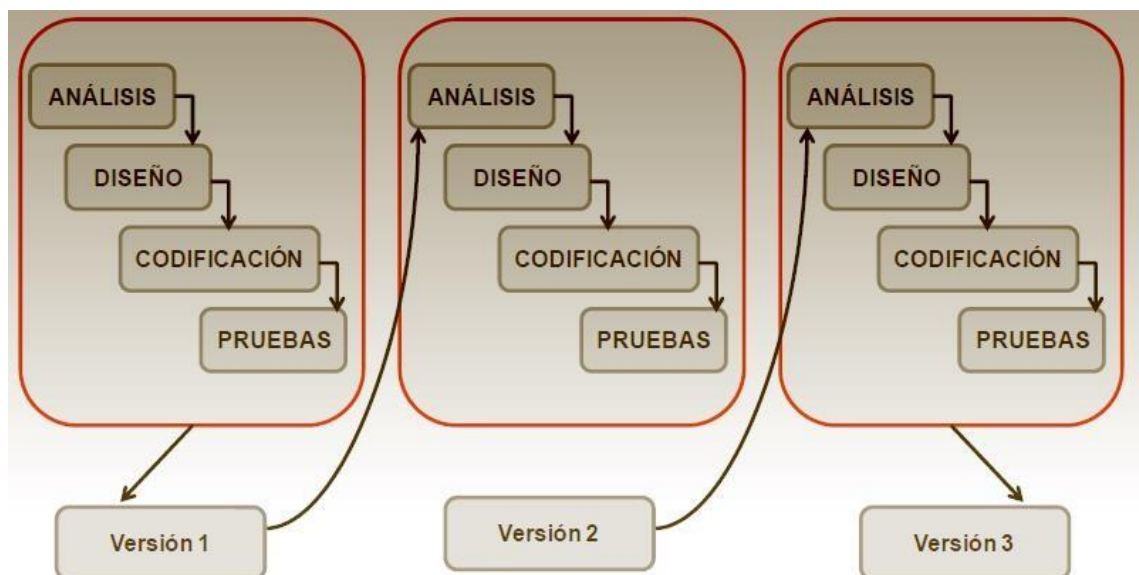 ANÁLISIS
DISEÑO
CODIFICACIÓN
PRUEBAS
Versión 1
ANÁLISIS
DISEÑO
CODIFICACIÓN
PRUEBAS
Versión 2
ANÁLISIS
DISEÑO
CODIFICACIÓN
PRUEBAS
Versión 3